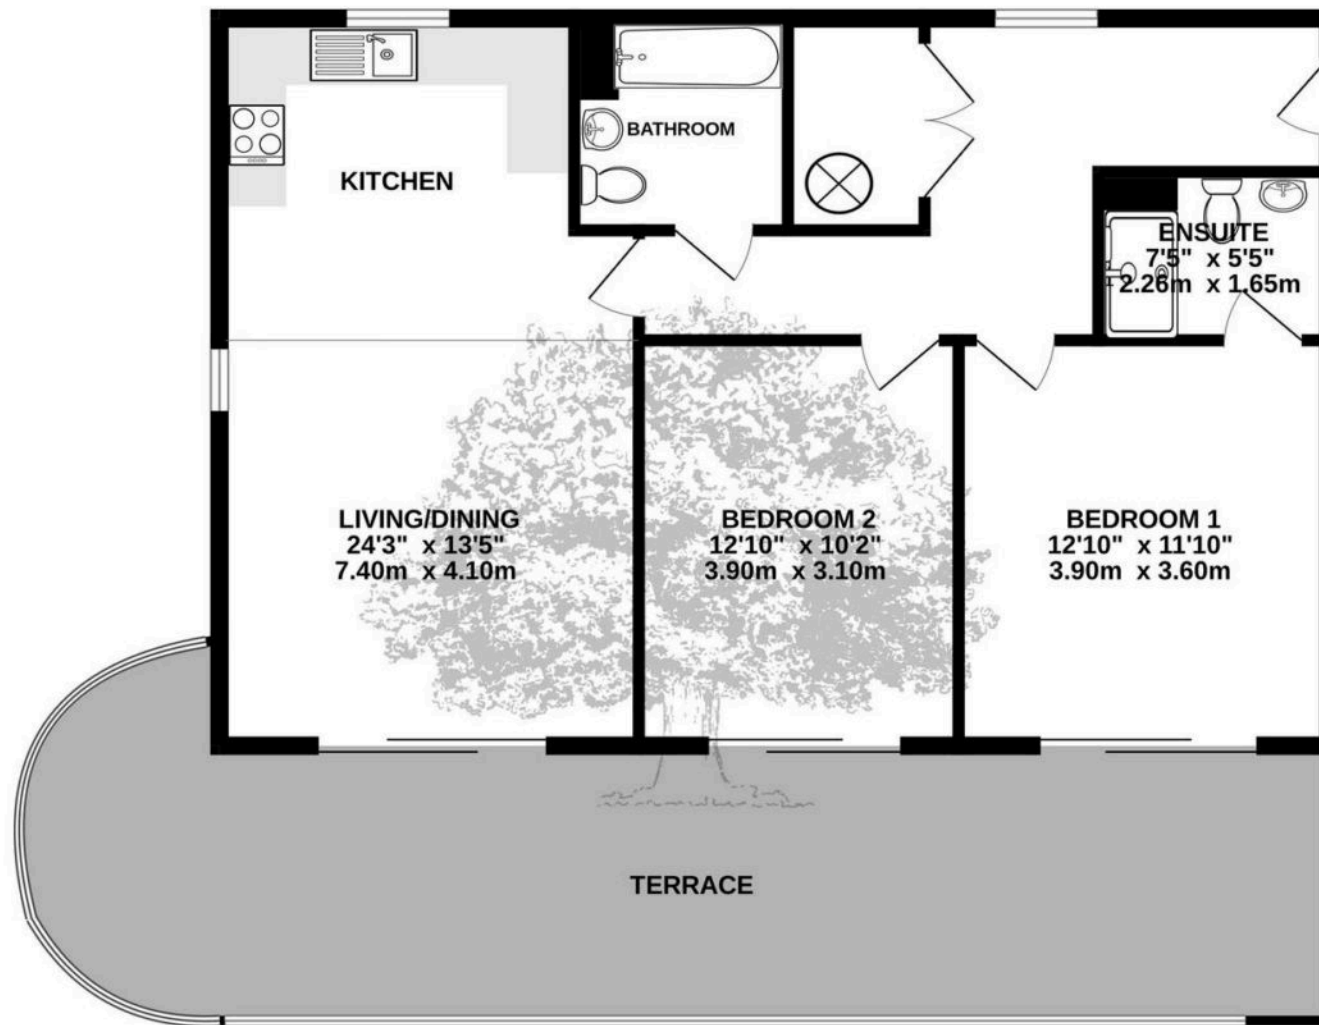 KITCHEN
BATHROOM
ENSUITE
7'5" x 5'5"
2.26m x 1.65m
LIVING/DINING
24'3" x 13'5"
7.40m x 4.10m
BEDROOM 2
12'10" x 10'2"
3.90m x 3.10m
BEDROOM 1
12'10" x 11'10"
3.90m x 3.60m
TERRACE